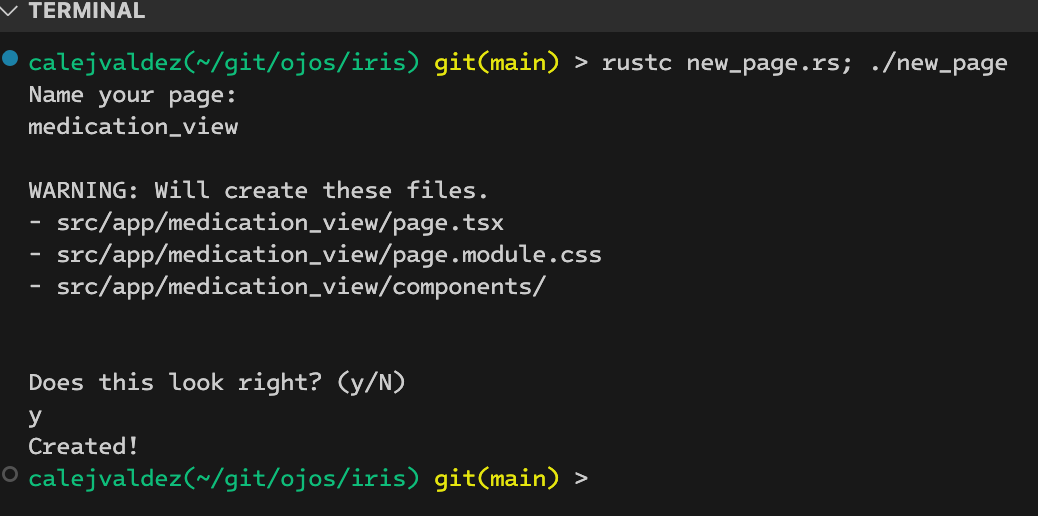 TERMINAL
calejvaldez(~/git/ojos/iris) git(main) > rustc new_page.rs; ./new_page
Name your page:
medication_view
WARNING: Will create these files.
- src/app/medication_view/page.tsx
- src/app/medication_view/page.module.css
- src/app/medication_view/components/
Does this look right? (y/N)
y
Created!
calejvaldez(~/git/ojos/iris) git(main) >